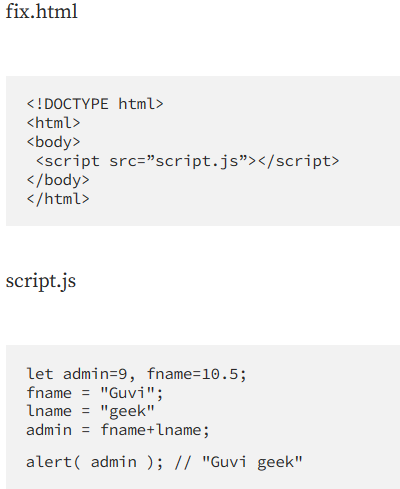 fix.html
<!DOCTYPE html>
<html>
<body>
<script src=”script.js”></script>
</body>
</html>
script.js
let admin=9, fname=10.5;
fname = "Guvi";
lname = "geek"
admin = fname+lname;
alert( admin ); // "Guvi geek"